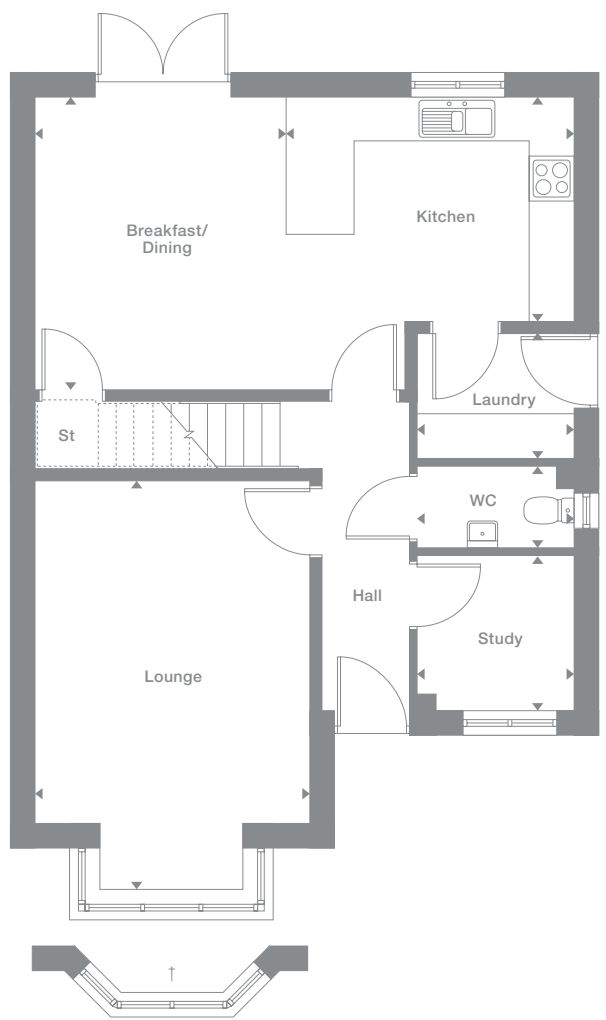 Breakfast/
Dining
Kitchen
Laundry
St
WC
Hall
Study
Lounge
†